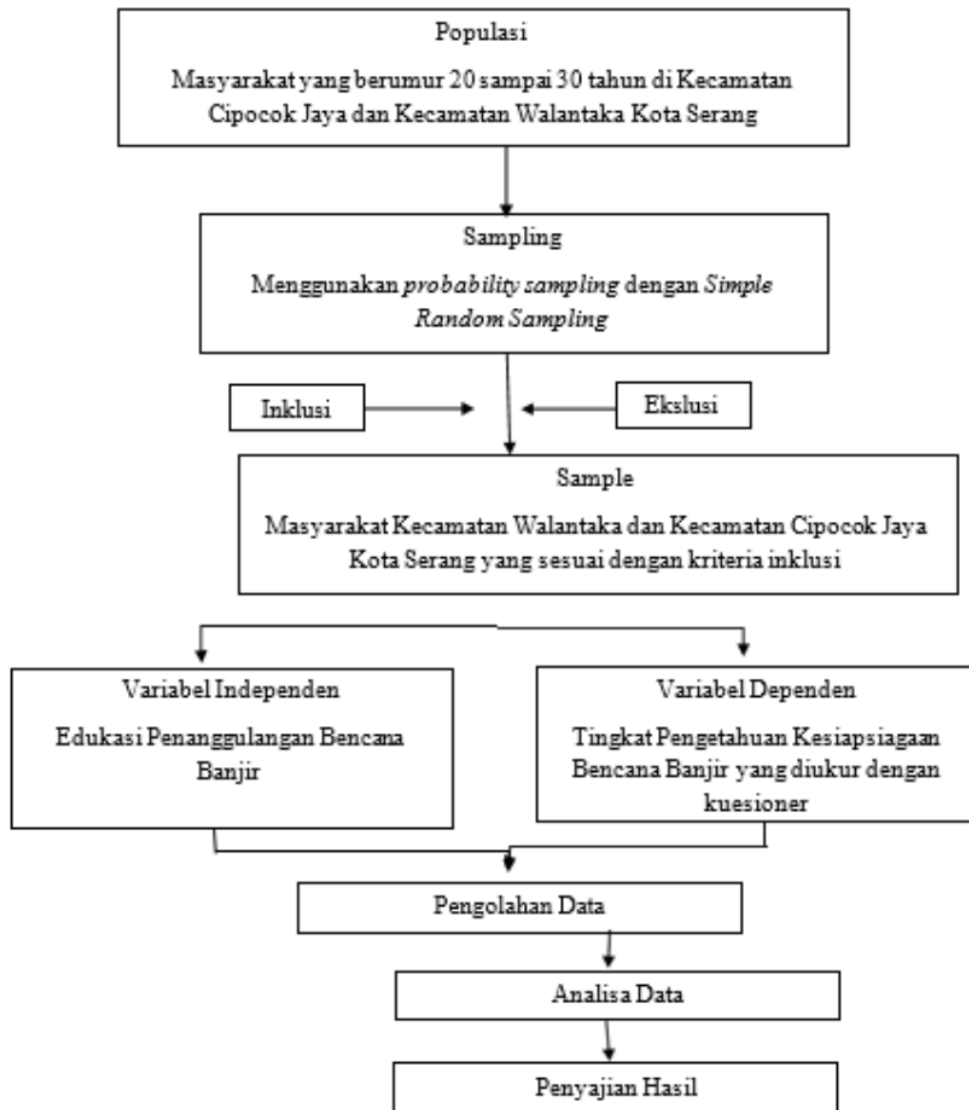 Populasi
Masyarakat yang berumur 20 sampai 30 tahun di Kecamatan
Cipocok Jaya dan Kecamatan Walantaka Kota Serang
Sampling
Menggunakan probability sampling dengan Simple
Random Sampling
Inklusi
Ekslusi
Sample
Masyarakat Kecamatan Walantaka dan Kecamatan Cipocok Jaya
Kota Serang yang sesuai dengan kriteria inklusi
Variabel Independen
Edukasi Penanggulangan Bencana
Banjir
Variabel Dependen
Tingkat Pengetahuan Kesiapsiagaan
Bencana Banjir yang diukur dengan
kuesioner
Pengolahan Data
Analisa Data
Penyajian Hasil